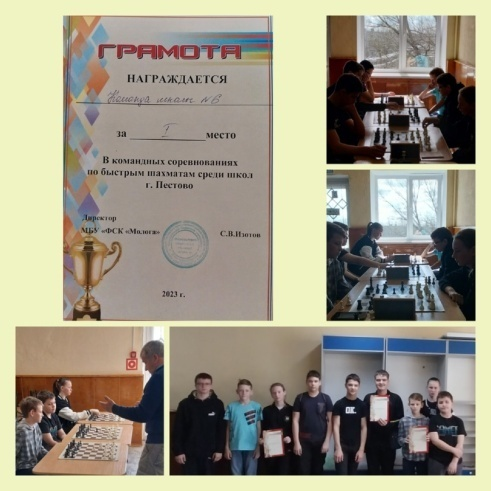 ГРАМОТА
НАГРАЖДАЕТСЯ
Команда школы №6
за I место
В командных соревнованиях
по быстрым шахматам среди школ
г. Пестово
Директор
МБУ «ФСК «Молога» С.В.Изотов
2023 г.